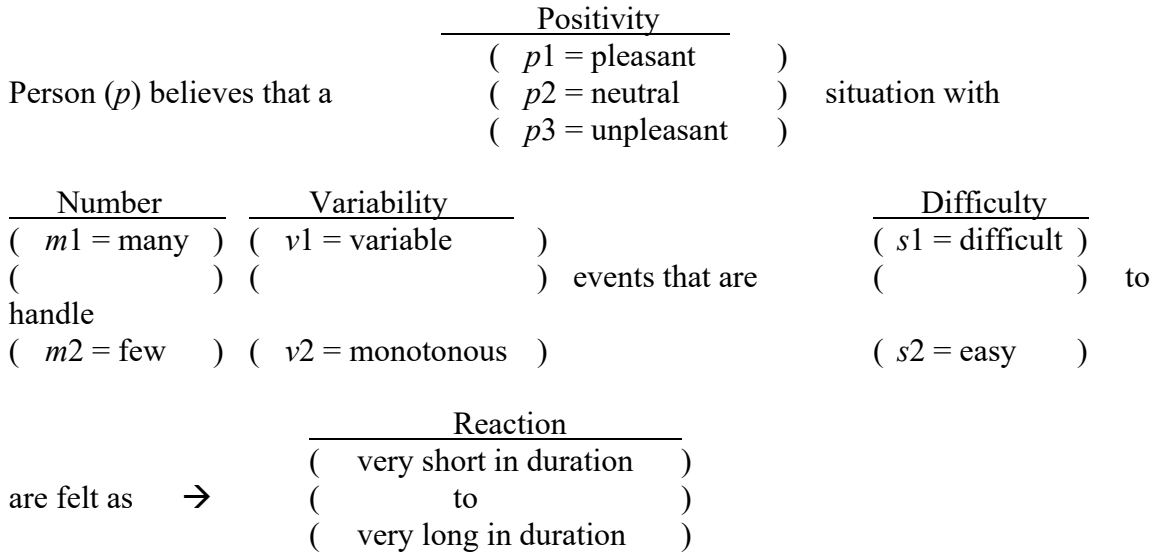 Positivity
( p1 = pleasant )
Person (p) believes that a ( p2 = neutral ) situation with
( p3 = unpleasant )
Number Variability Difficulty
( m1 = many ) ( v1 = variable ) ( s1 = difficult )
( ) ( ) events that are ( ) to
handle
( m2 = few ) ( v2 = monotonous ) ( s2 = easy )
Reaction
( very short in duration )
are felt as → ( to )
( very long in duration )